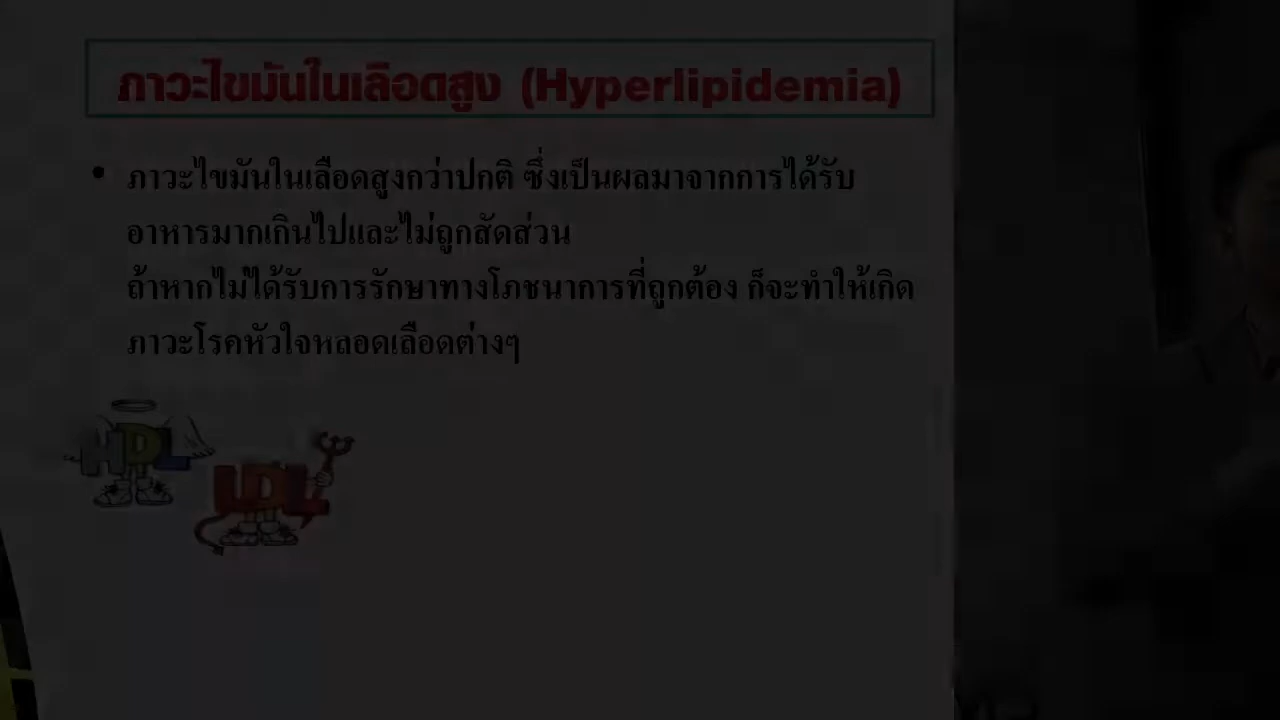 ภาวะไขมันในเลือดสูง (Hyperlipidemia)
• ภาวะไขมันในเลือดสูงกว่าปกติ ซึ่งเป็นผลมาจากการได้รับ
อาหารมากเกินไปและไม่ถูกสัดส่วน
ถ้าหากไม่ได้รับการรักษาทางโภชนาการที่ถูกต้อง ก็จะทำให้เกิด
ภาวะโรคหัวใจหลอดเลือดต่างๆ
HDL
LDL